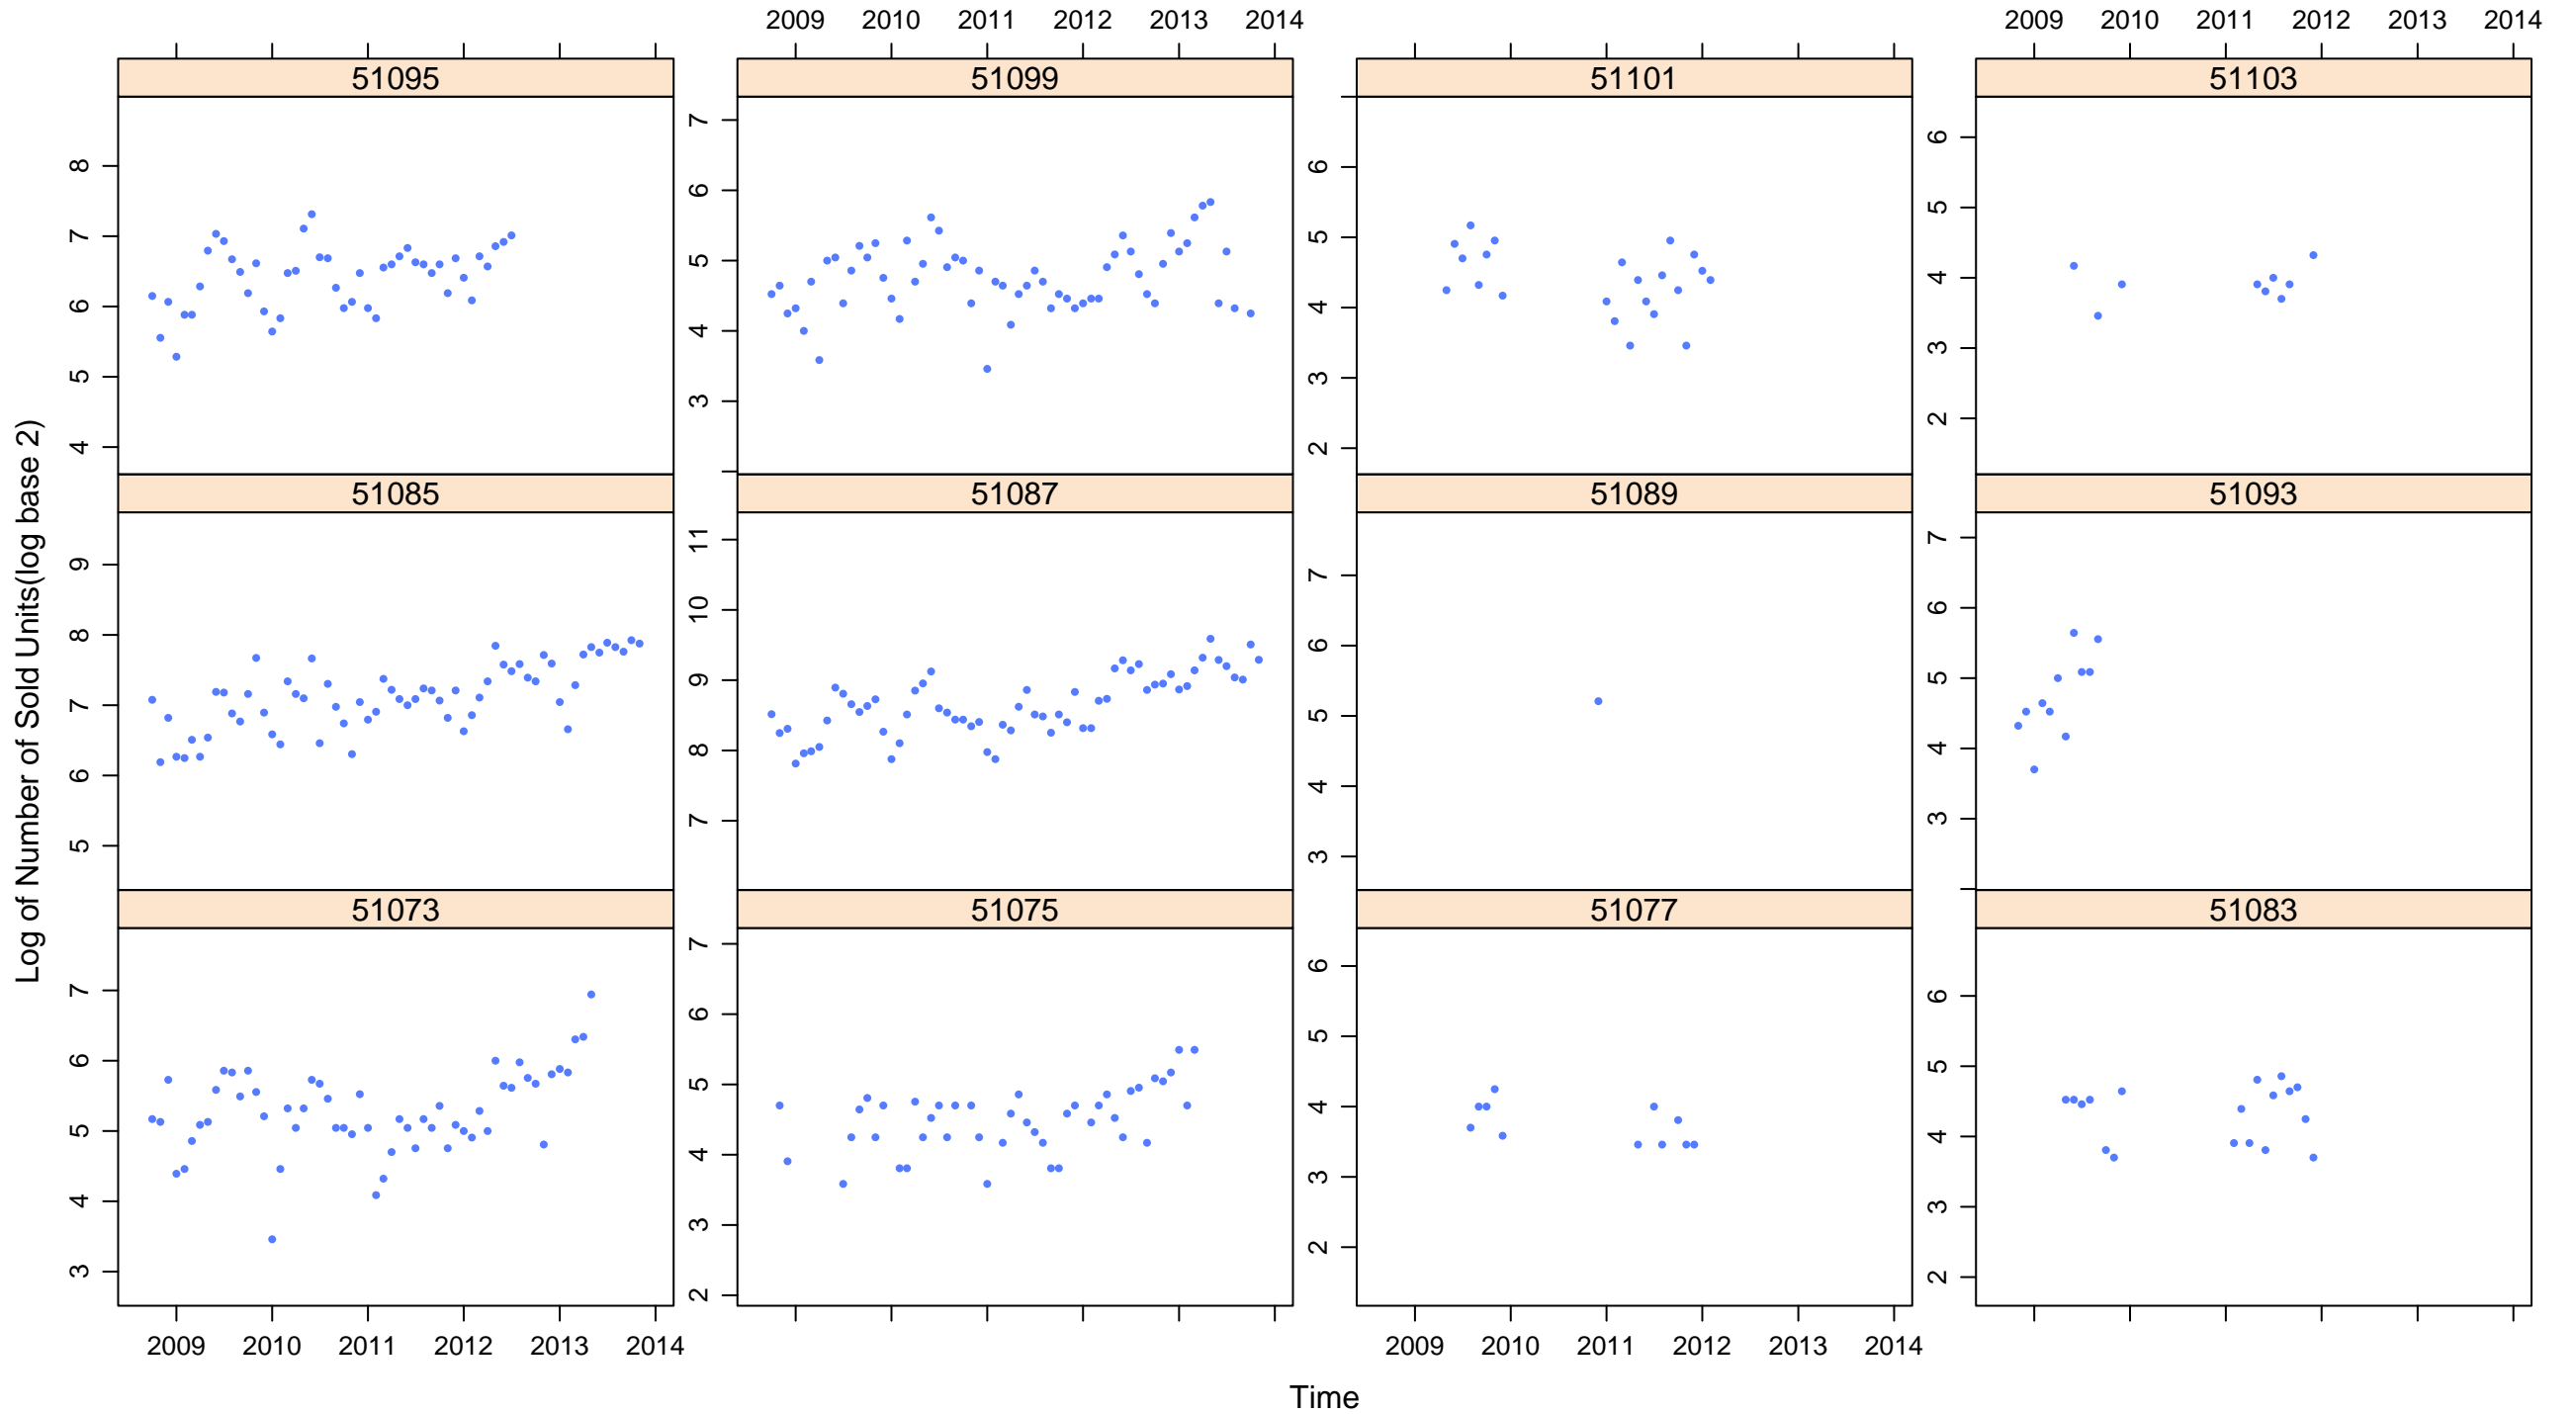 2009 2010 2011 2012 2013 2014 2009 2010 2011 2012 2013 2014
51095 51099 51101 51103
8 7 6 5 4
7 6 5 4 3
6 5 4 3 2
6 5 4 3 2
Log of Number of Sold Units(log base 2)
51085 51087 51089 51093
9 8 7 6 5
11 10 9 8 7
7 6 5 4 3
7 6 5 4 3
51073 51075 51077 51083
7 6 5 4 3
7 6 5 4 3 2
6 5 4 3 2
6 5 4 3 2
2009 2010 2011 2012 2013 2014 2009 2010 2011 2012 2013 2014
Time